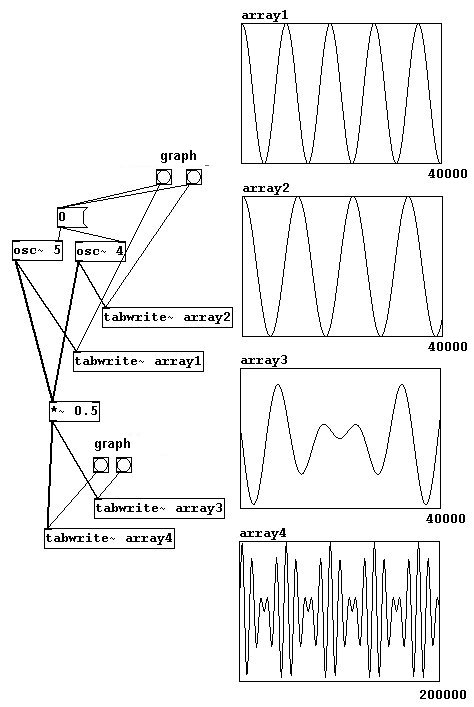 array1
40000
graph
0
array2
osc~ 5
osc~ 4
tabwrite~ array2
40000
tabwrite~ array1
array3
*~ 0.5
graph
tabwrite~ array3
40000
tabwrite~ array4
array4
200000